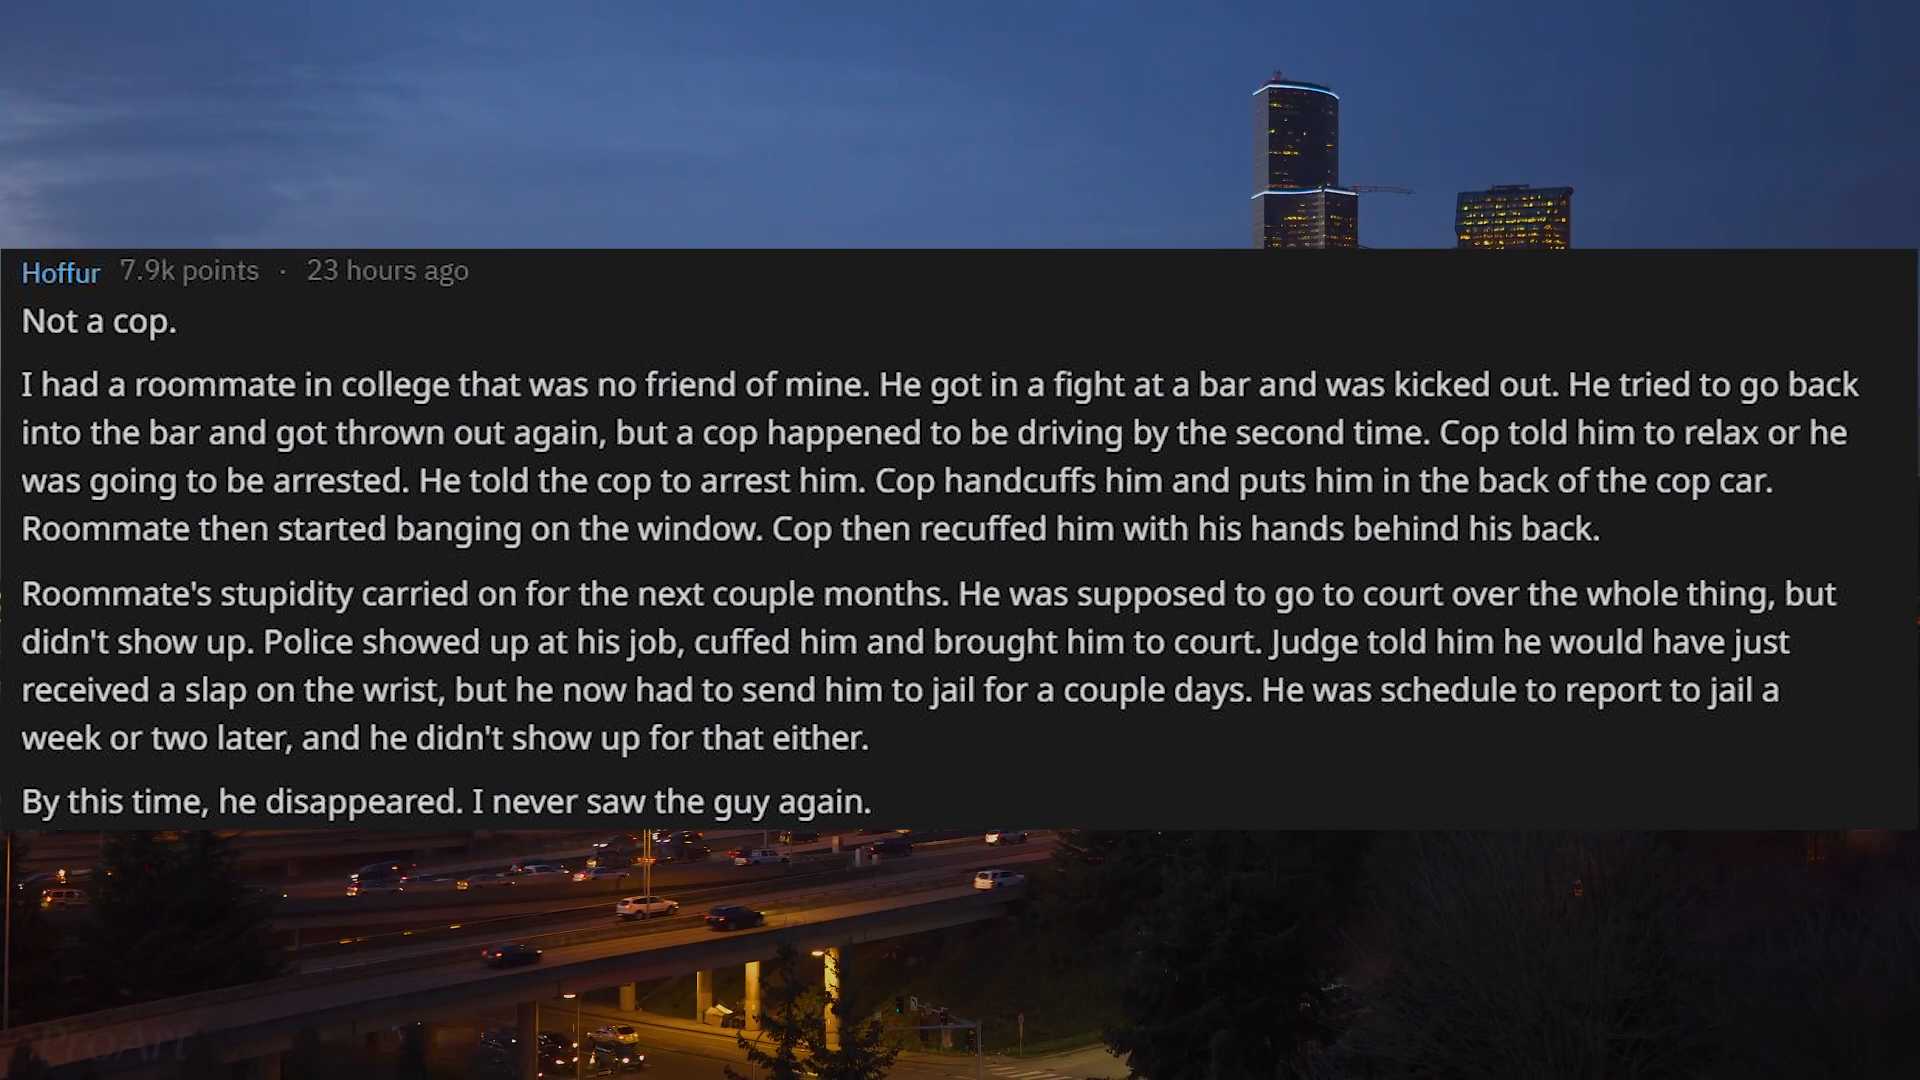 Hoffur 7.9k points · 23 hours ago
Not a cop.
I had a roommate in college that was no friend of mine. He got in a fight at a bar and was kicked out. He tried to go back
into the bar and got thrown out again, but a cop happened to be driving by the second time. Cop told him to relax or he
was going to be arrested. He told the cop to arrest him. Cop handcuffs him and puts him in the back of the cop car.
Roommate then started banging on the window. Cop then recuffed him with his hands behind his back.
Roommate's stupidity carried on for the next couple months. He was supposed to go to court over the whole thing, but
didn't show up. Police showed up at his job, cuffed him and brought him to court. Judge told him he would have just
received a slap on the wrist, but he now had to send him to jail for a couple days. He was schedule to report to jail a
week or two later, and he didn't show up for that either.
By this time, he disappeared. I never saw the guy again.
ProArt